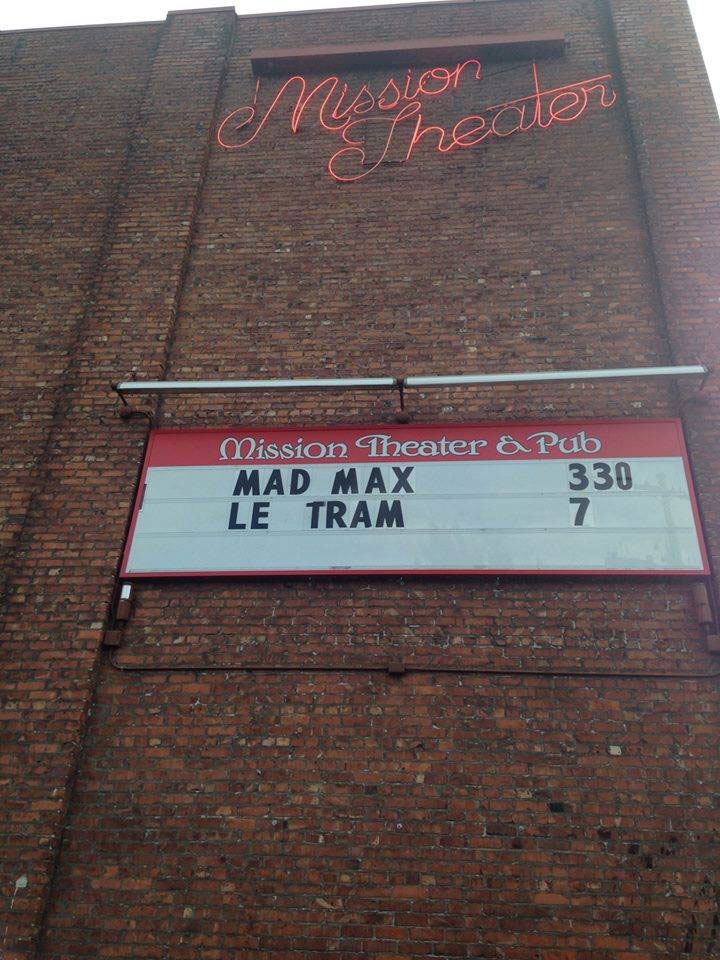 Mission
Theater
Mission Theater & Pub
MAD MAX 330
LE TRAM 7